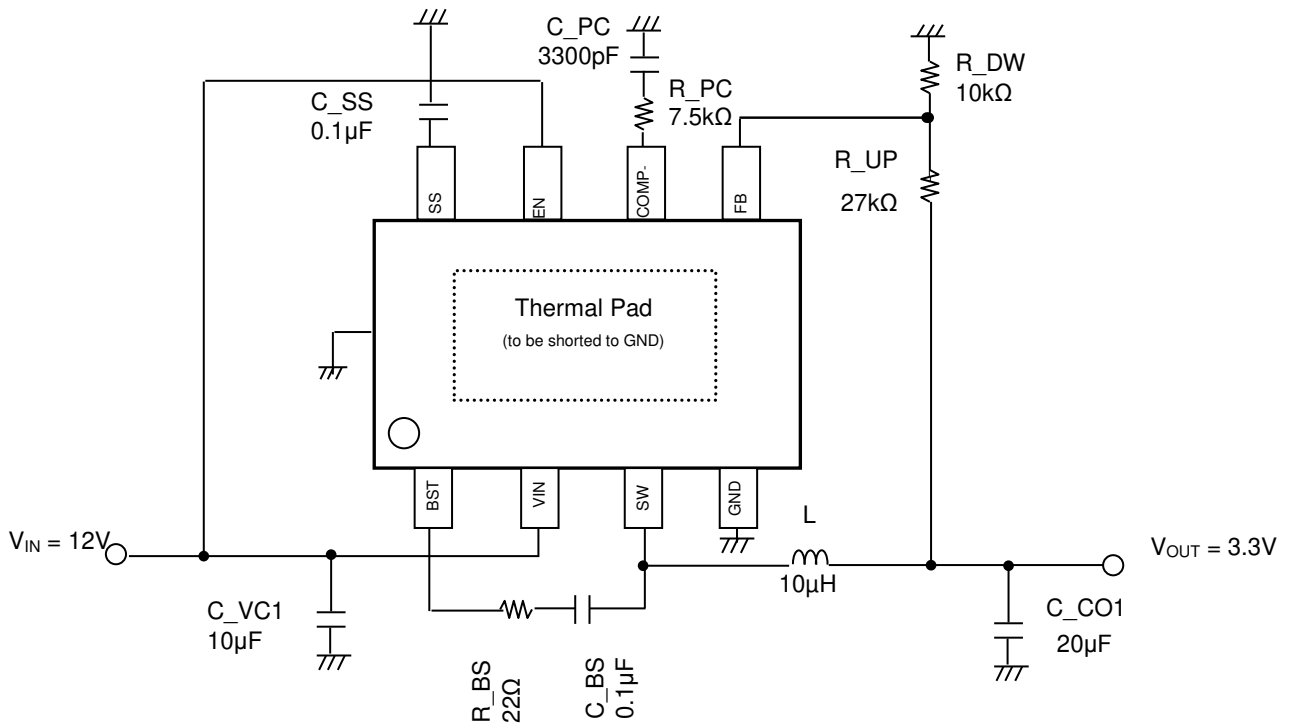 C_PC
3300pF
R_DW
10kΩ
C_SS
0.1µF
R_PC
7.5kΩ
R_UP
27kΩ
SS
EN
COMP-
FB
Thermal Pad
(to be shorted to GND)
BST
VIN
SW
GND
VIN = 12V
L
10µH
VOUT = 3.3V
C_VC1
10µF
C_CO1
20µF
R_BS
22Ω
C_BS
0.1µF